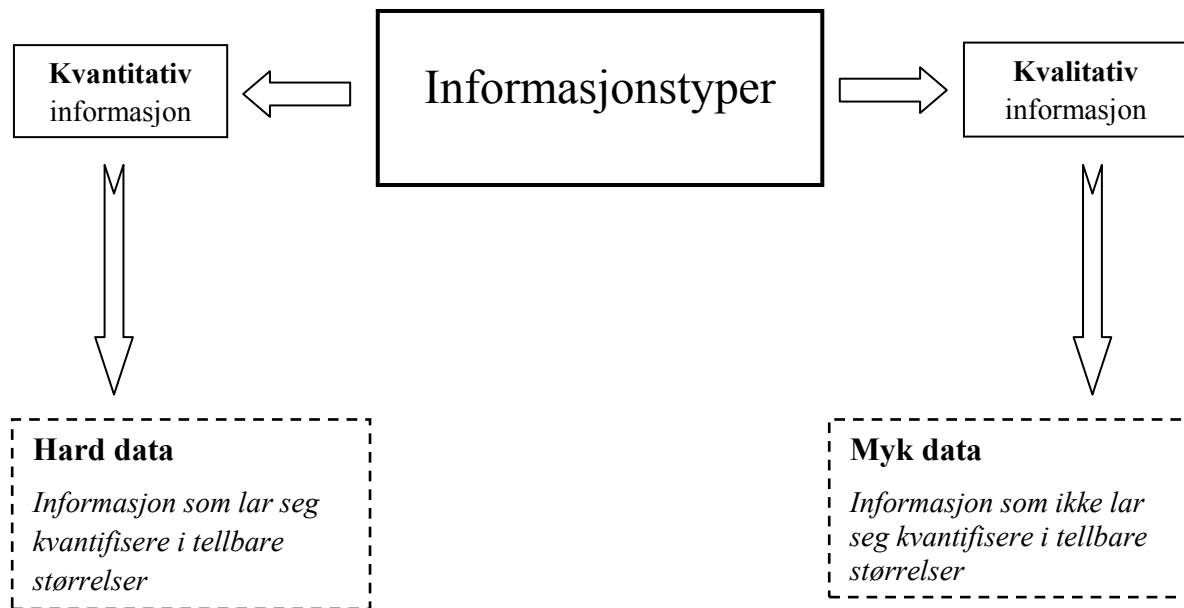 Informasjonstyper
Kvantitativ
informasjon
Kvalitativ
informasjon
Hard data
Informasjon som lar seg
kvantifisere i tellbare
størrelser
Myk data
Informasjon som ikke lar
seg kvantifisere i tellbare
størrelser